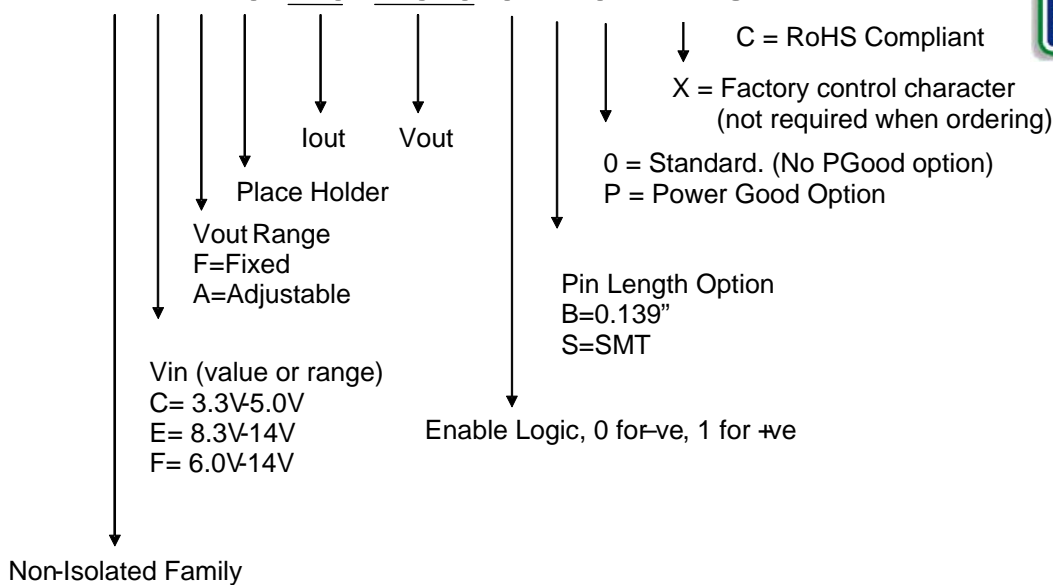 C = RoHS Compliant
X = Factory control character
(not required when ordering)
Iout
Vout
0 = Standard. (No PGood option)
P = Power Good Option
Place Holder
Vout Range
F=Fixed
A=Adjustable
Pin Length Option
B=0.139”
S=SMT
Vin (value or range)
C= 3.3V-5.0V
E= 8.3V-14V
F= 6.0V-14V
Enable Logic, 0 for-ve, 1 for +ve
Non-Isolated Family